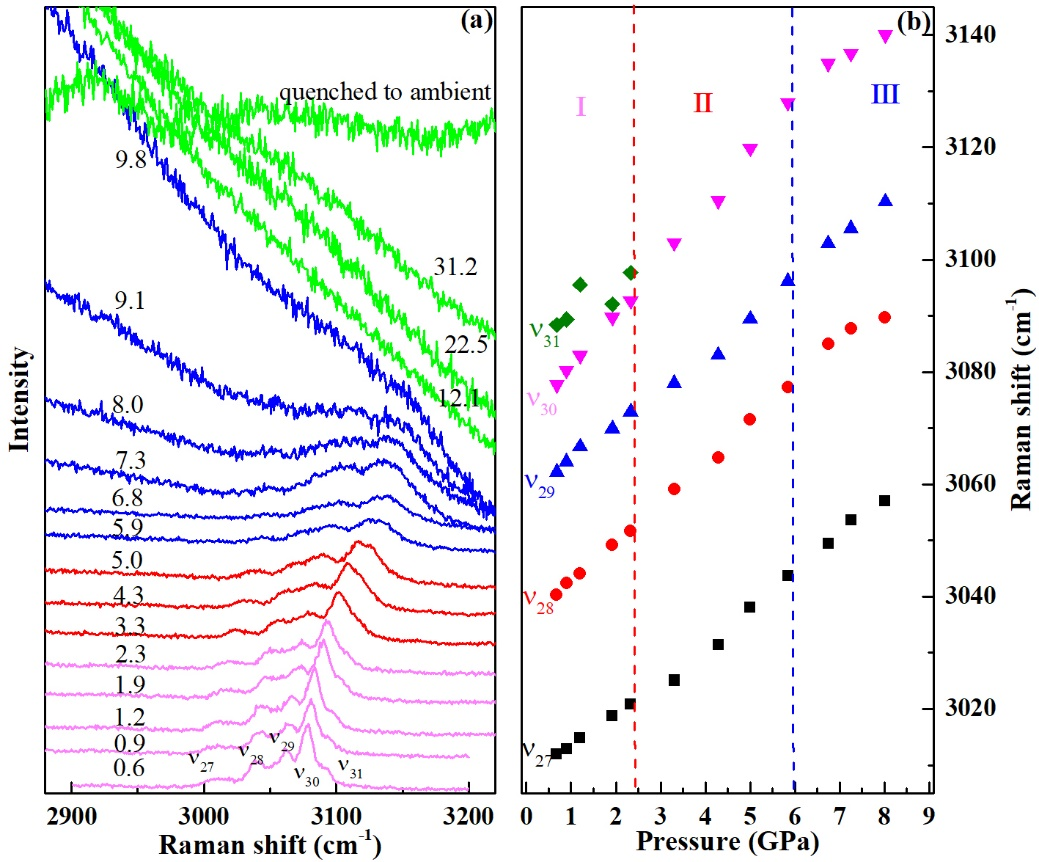 (a)
quenched to ambient
9.8
31.2
9.1
22.5
12.1
8.0
7.3
6.8
5.9
5.0
4.3
3.3
2.3
1.9
1.2
0.9
0.6
ν27
ν28
ν29
ν30
ν31
Intensity
2900 3000 3100 3200
Raman shift (cm-1)
(b)
I II III
ν31
ν30
ν29
ν28
ν27
3140
3120
3100
3080
3060
3040
3020
Raman shift (cm-1)
0 1 2 3 4 5 6 7 8 9
Pressure (GPa)